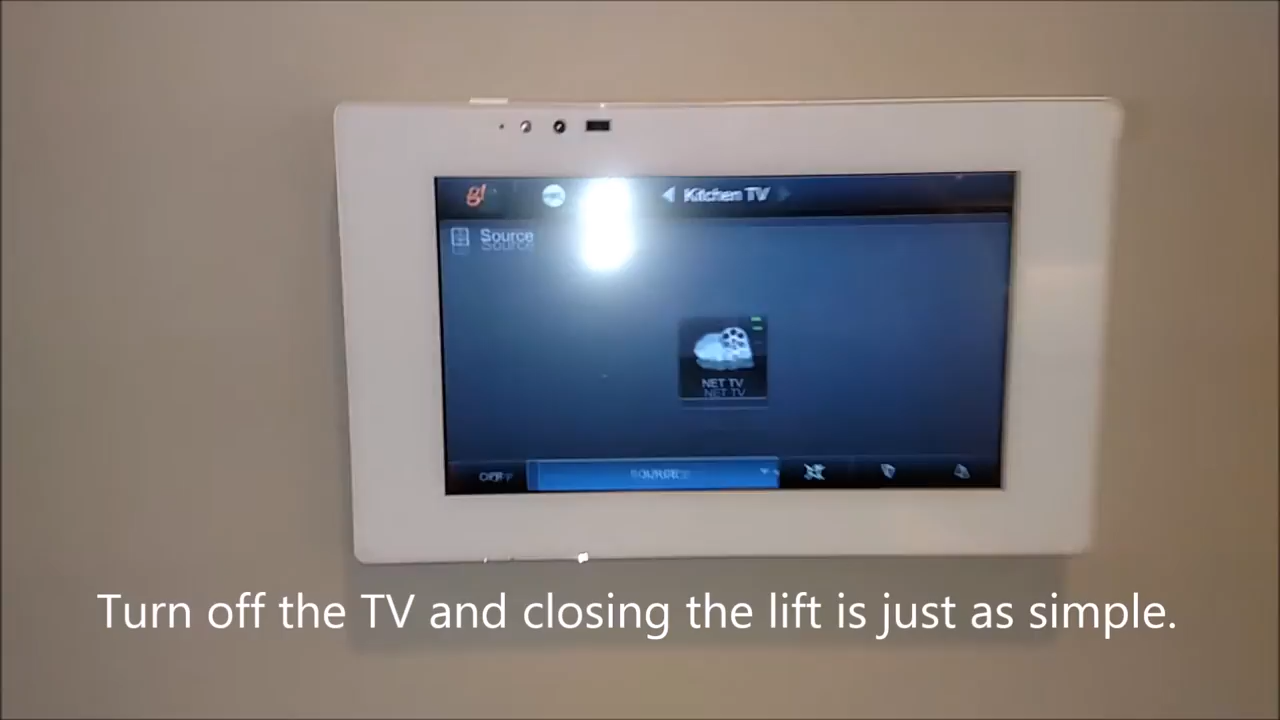 g!
Kitchen TV
Source
NET TV
OFF
SOURCE
Turn off the TV and closing the lift is just as simple.